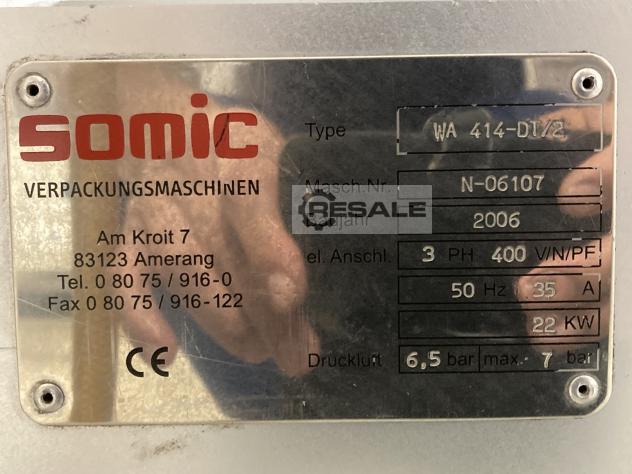 somic
VERPACKUNGSMASCHINEN
Am Kroit 7
83123 Amerang
Tel. 0 80 75 / 916-0
Fax 0 80 75 / 916-122
CE
Type WA 414-DT/2
Masch.Nr. N-06107
RESALE
Baujahr 2006
el. Anschl. 3 PH 400 V/N/PE
50 Hz 35 A
22 KW
Druckluft 6,5 bar max. 7 bar